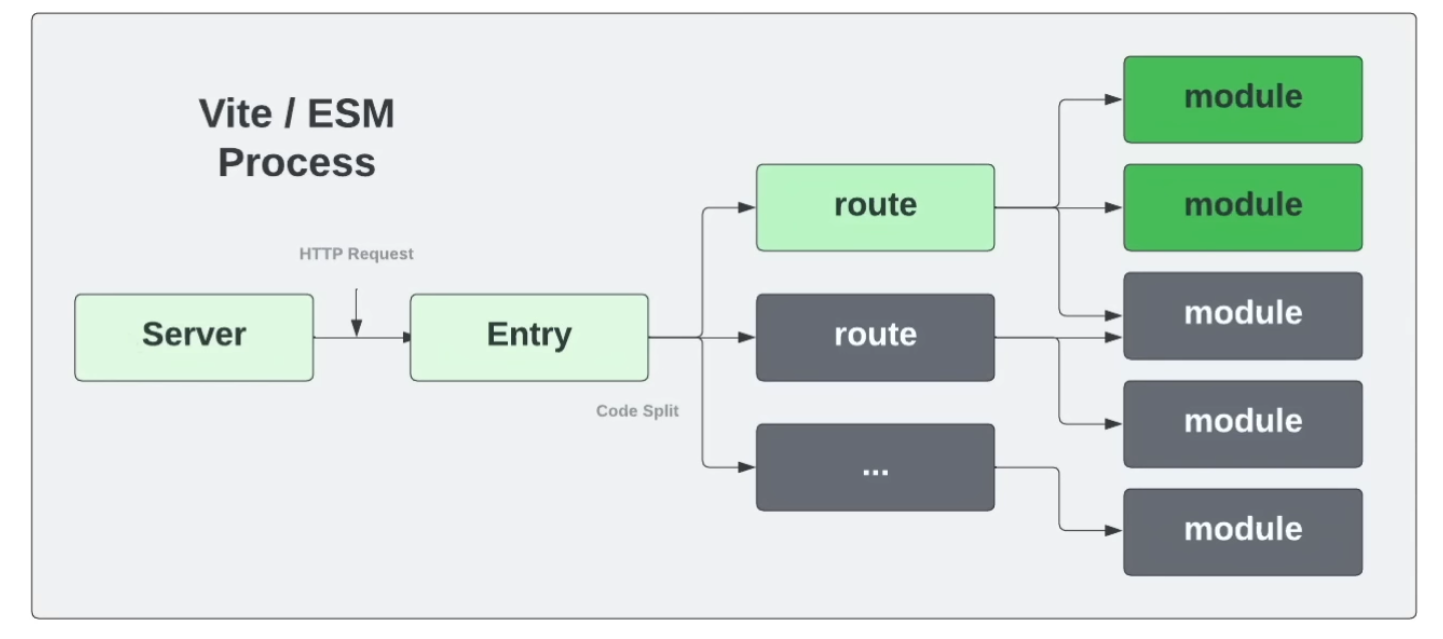 Vite / ESM
Process
HTTP Request
Server
Entry
Code Split
route
route
...
module
module
module
module
module